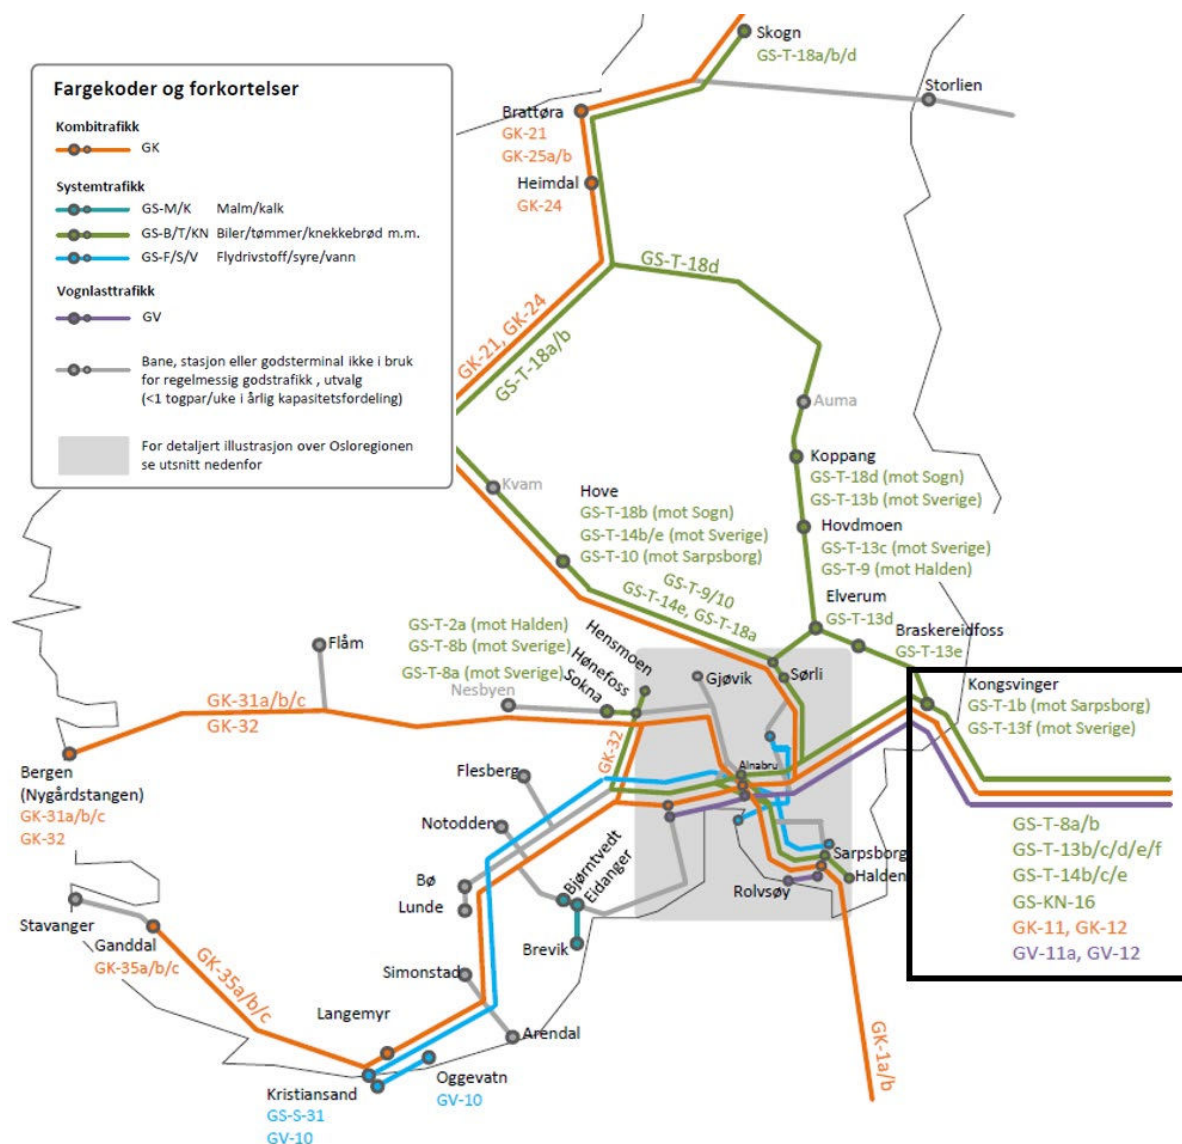 Skogn
GS-T-18a/b/d
Storlien
Fargekoder og forkortelser
Kombitrafikk
GK
Systemtrafikk
GS-M/K Malm/kalk
GS-B/T/KN Biler/tømmer/knekkebrød m.m.
GS-F/S/V Flydrivstoff/syre/vann
Vognlasttrafikk
GV
Bane, stasjon eller godsterminal ikke i bruk
for regelmessig godstrafikk , utvalg
(<1 togpar/uke i årlig kapasitetsfordeling)
For detaljert illustrasjon over Osloregionen
se utsnitt nedenfor
Brattøra
GK-21
GK-25a/b
Heimdal
GK-24
GS-T-18d
GK-21, GK-24
GS-T-18a/b
Auma
Koppang
GS-T-18d (mot Sogn)
GS-T-13b (mot Sverige)
Kvam
Hove
GS-T-18b (mot Sogn)
GS-T-14b/e (mot Sverige)
GS-T-10 (mot Sarpsborg)
Hovdmoen
GS-T-13c (mot Sverige)
GS-T-9 (mot Halden)
GS-T-9/10
GS-T-14e, GS-T-18a
Elverum
GS-T-13d
Braskereidfoss
GS-T-13e
GS-T-2a (mot Halden)
GS-T-8b (mot Sverige)
GS-T-8a (mot Sverige)
Hensmoen
Hønefoss
Sokna
Nesbyen
Flåm
Gjøvik
Sørli
Kongsvinger
GS-T-1b (mot Sarpsborg)
GS-T-13f (mot Sverige)
GK-31a/b/c
GK-32
GK-32
Bergen
(Nygårdstangen)
GK-31a/b/c
GK-32
Flesberg
Alnabru
Notodden
Bjørntvedt
Eidanger
GS-T-8a/b
GS-T-13b/c/d/e/f
GS-T-14b/c/e
GS-KN-16
GK-11, GK-12
GV-11a, GV-12
Sarpsborg
Halden
Rolvsøy
Bø
Lunde
Stavanger
Ganddal
GK-35a/b/c
GK-35a/b/c
Brevik
Simonstad
Langemyr
Arendal
GK-1a/b
Oggevatn
GV-10
Kristiansand
GS-S-31
GV-10